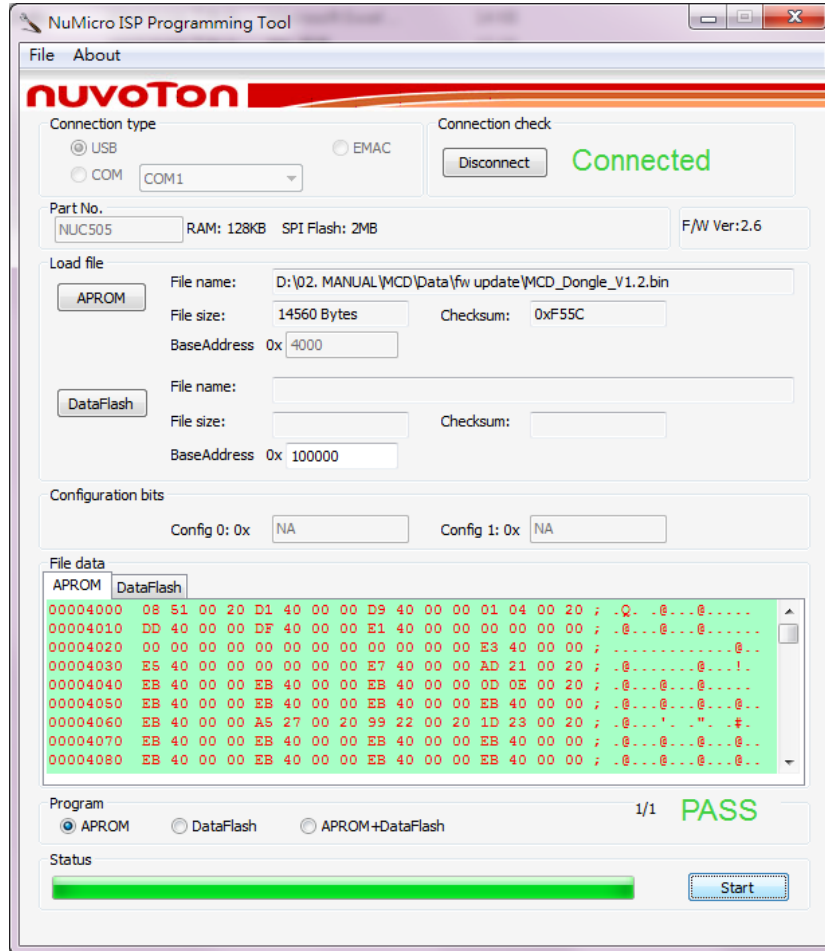 NuMicro ISP Programming Tool
File About
nuvoTon
Connection type
USB
EMAC
COM COM1
Connection check
Disconnect Connected
Part No.
NUC505 RAM: 128KB SPI Flash: 2MB
F/W Ver:2.6
Load file
APROM
File name: D:\02. MANUAL\MCD\Data\fw update\MCD_Dongle_V1.2.bin
File size: 14560 Bytes Checksum: 0xF55C
BaseAddress 0x 4000
DataFlash
File name:
File size: Checksum:
BaseAddress 0x 100000
Configuration bits
Config 0: 0x NA Config 1: 0x NA
File data
APROM DataFlash
00004000 08 51 00 20 D1 40 00 00 D9 40 00 00 01 04 00 20 ; .Q. .@...@.....
00004010 DD 40 00 00 DF 40 00 00 E1 40 00 00 00 00 00 00 ; .@...@...@......
00004020 00 00 00 00 00 00 00 00 00 00 00 00 E3 40 00 00 ; .............@..
00004030 E5 40 00 00 00 00 00 00 E7 40 00 00 AD 21 00 20 ; .@.......@...!.
00004040 EB 40 00 00 EB 40 00 00 EB 40 00 00 0D 0E 00 20 ; .@...@...@.....
00004050 EB 40 00 00 EB 40 00 00 EB 40 00 00 EB 40 00 00 ; .@...@...@...@..
00004060 EB 40 00 00 A5 27 00 20 99 22 00 20 1D 23 00 20 ; .@...'. .". .#.
00004070 EB 40 00 00 EB 40 00 00 EB 40 00 00 EB 40 00 00 ; .@...@...@...@..
00004080 EB 40 00 00 EB 40 00 00 EB 40 00 00 EB 40 00 00 ; .@...@...@...@..
Program
APROM DataFlash APROM+DataFlash
1/1 PASS
Status
Start